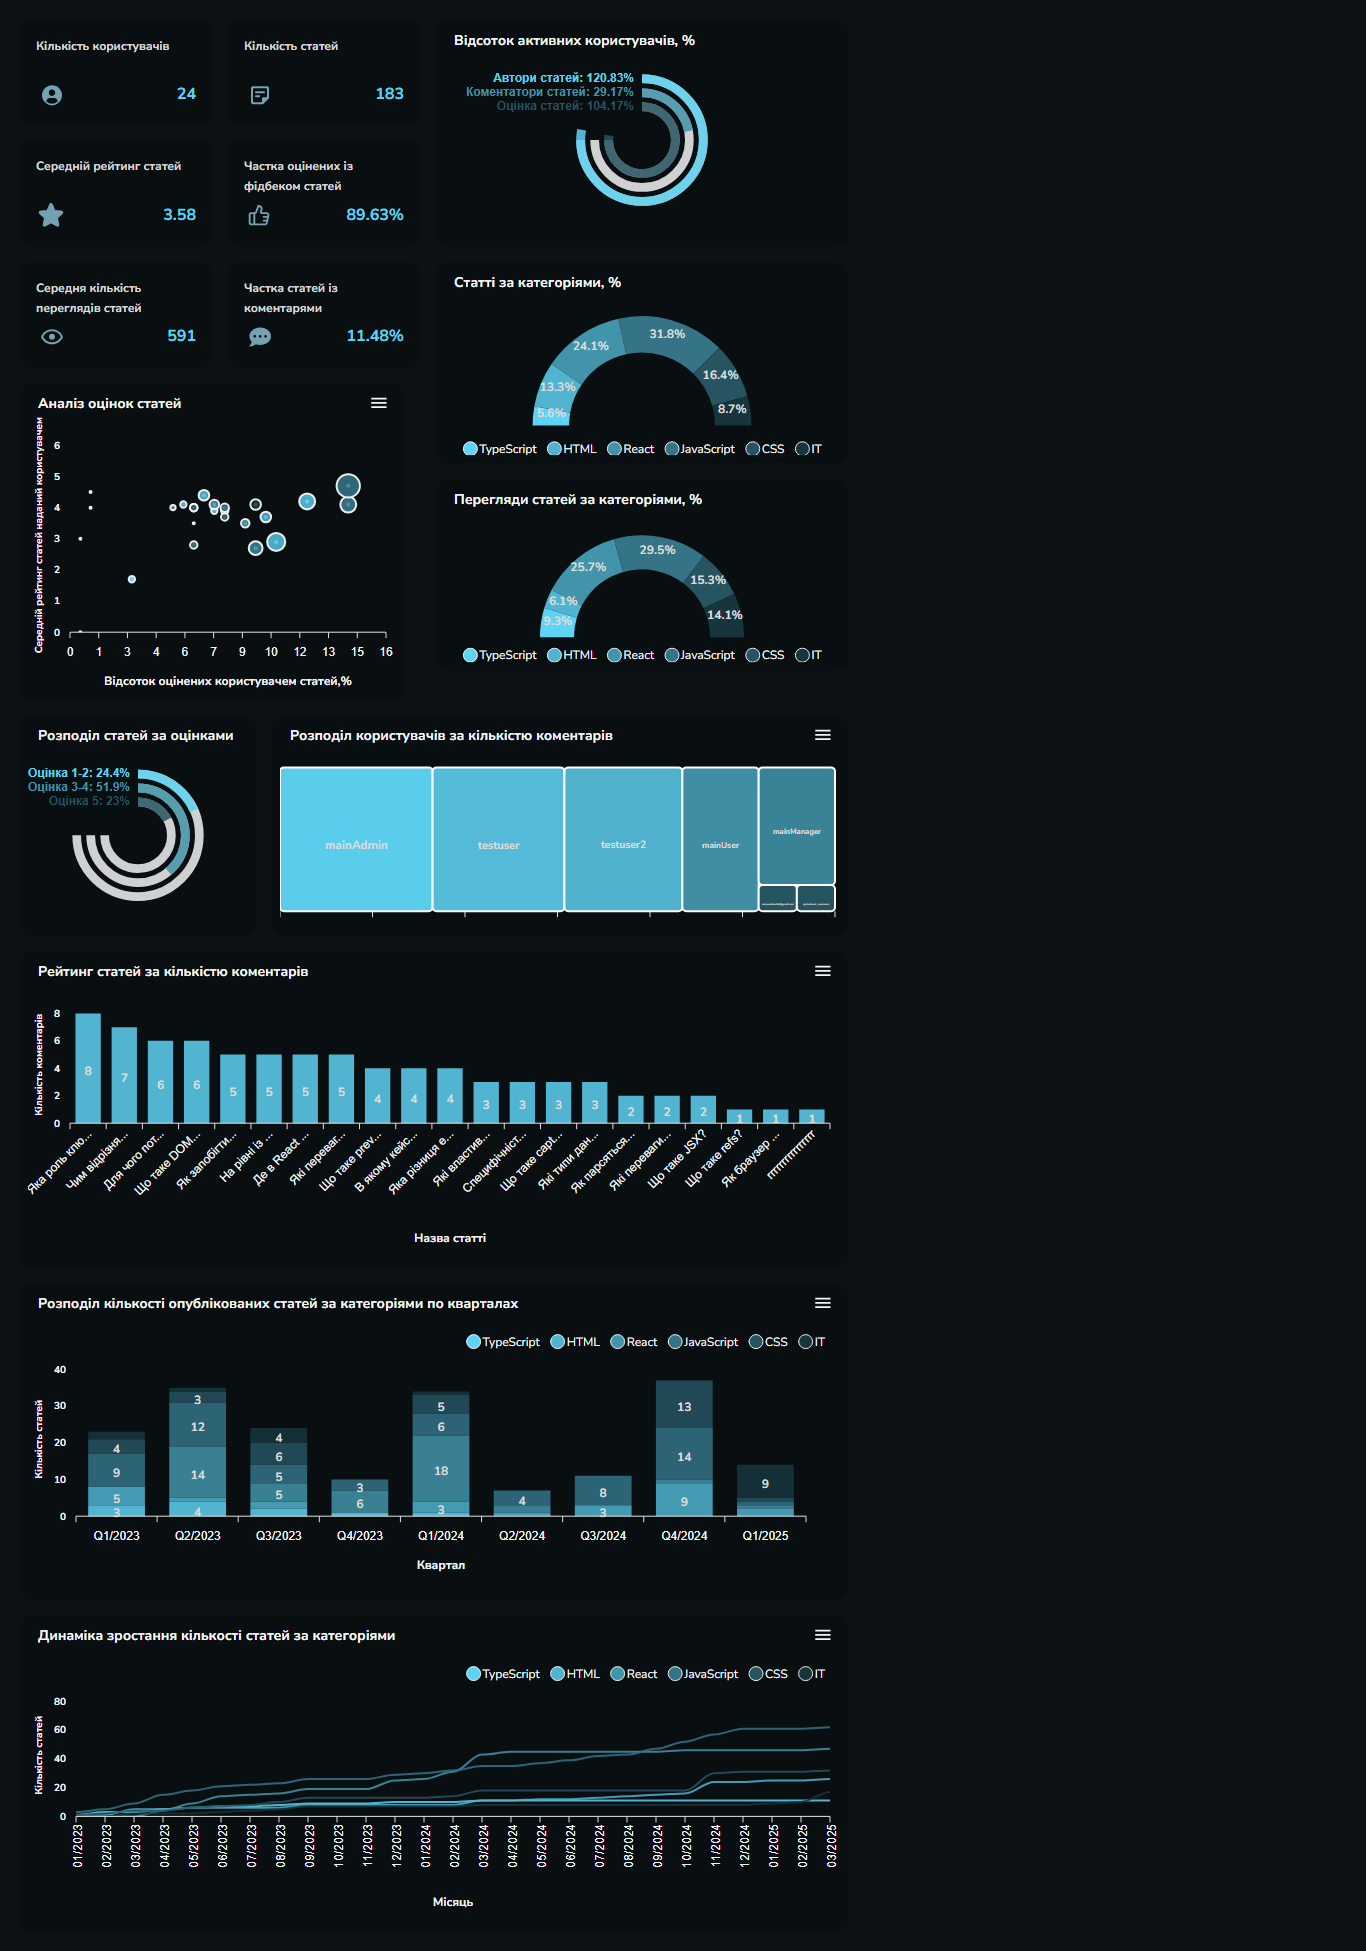 Кількість користувачів
24
Кількість статей
183
Середній рейтинг статей
3.58
Частка оцінених із
фідбеком статей
89.63%
Середня кількість
переглядів статей
591
Частка статей із
коментарями
11.48%
Відсоток активних користувачів, %
Автори статей: 120.83%
Коментатори статей: 29.17%
Оцінка статей: 104.17%
Статті за категоріями, %
5.6%
13.3%
24.1%
31.8%
16.4%
8.7%
TypeScript HTML React JavaScript CSS IT
Аналіз оцінок статей
Середній рейтинг статей наданий користувачем
6
5
4
3
2
1
0
0 1 3 4 6 7 9 10 12 13 15 16
Відсоток оцінених користувачем статей,%
Перегляди статей за категоріями, %
9.3%
6.1%
25.7%
29.5%
15.3%
14.1%
TypeScript HTML React JavaScript CSS IT
Розподіл статей за оцінками
Оцінка 1-2: 24.4%
Оцінка 3-4: 51.9%
Оцінка 5: 23%
Розподіл користувачів за кількістю коментарів
mainAdmin
testuser
testuser2
mainUser
mainManager
Рейтинг статей за кількістю коментарів
Кількість коментарів
8
6
4
2
0
8 7 6 6 5 5 5 5 4 4 4 3 3 3 3 2 2 2 1 1 1
Яка роль клю...
Чим відрізня...
Для чого пот...
Що таке DOM...
Як запобігти...
На рівні із ...
Де в React ...
Які переваг...
Що таке prev...
В якому кейс...
Яка різниця е...
Які властив...
Специфічніст...
Що таке capt...
Які типи дан...
Як парсяться...
Які переваги...
Що таке JSX?
Що таке refs?
Як браузер ...
Назва статті
Розподіл кількості опублікованих статей за категоріями по кварталах
TypeScript HTML React JavaScript CSS IT
Кількість статей
40
30
20
10
0
4
9
5
3
3
12
14
4
4
6
5
5
3
6
5
6
18
3
4
8
3
13
14
9
9
Q1/2023 Q2/2023 Q3/2023 Q4/2023 Q1/2024 Q2/2024 Q3/2024 Q4/2024 Q1/2025
Квартал
Динаміка зростання кількості статей за категоріями
TypeScript HTML React JavaScript CSS IT
Кількість статей
80
60
40
20
0
01/2023 02/2023 03/2023 04/2023 05/2023 06/2023 07/2023 08/2023 09/2023 10/2023 11/2023 12/2023 01/2024 02/2024 03/2024 04/2024 05/2024 06/2024 07/2024 08/2024 09/2024 10/2024 11/2024 12/2024 01/2025 02/2025 03/2025
Місяць